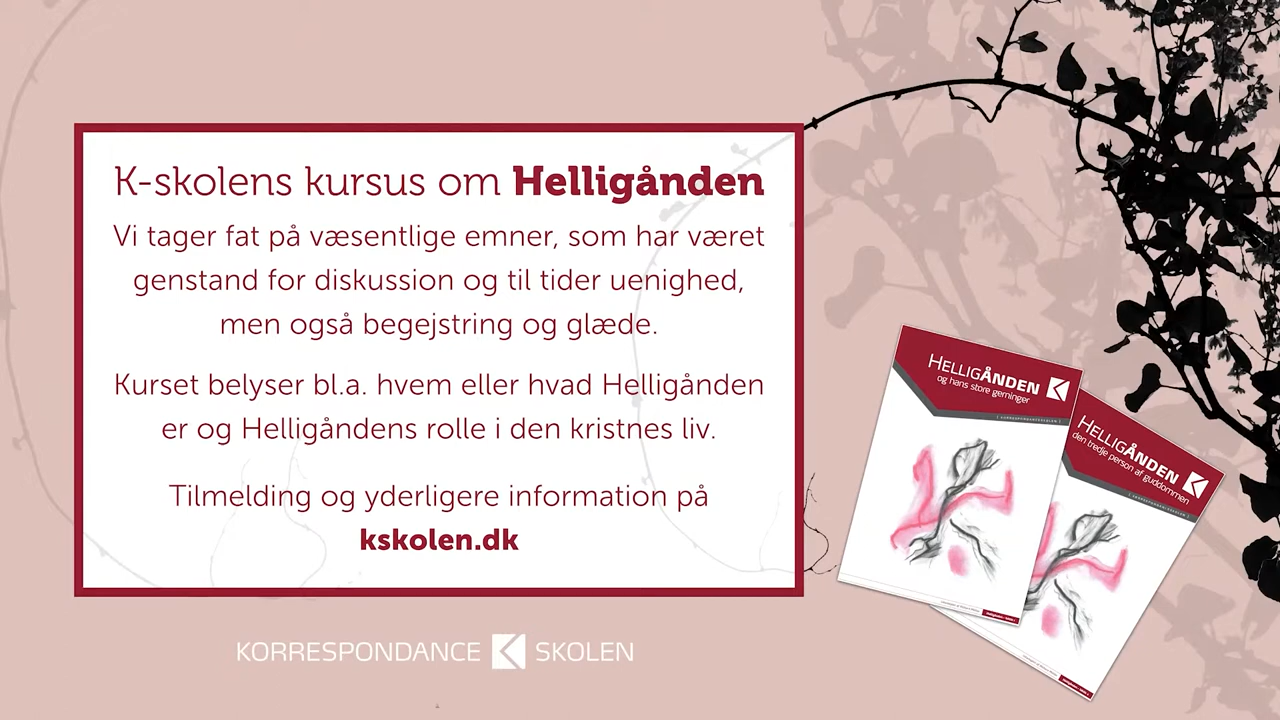 K-skolens kursus om Helligånden
Vi tager fat på væsentlige emner, som har været
genstand for diskussion og til tider uenighed,
men også begejstring og glæde.
Kurset belyser bl.a. hvem eller hvad Helligånden
er og Helligåndens rolle i den kristnes liv.
Tilmelding og yderligere information på
kskolen.dk
HELLIGÅNDEN
og hans store gerninger
HELLIGÅNDEN
den tredje person af guddommen
KORRESPONDANCE SKOLEN